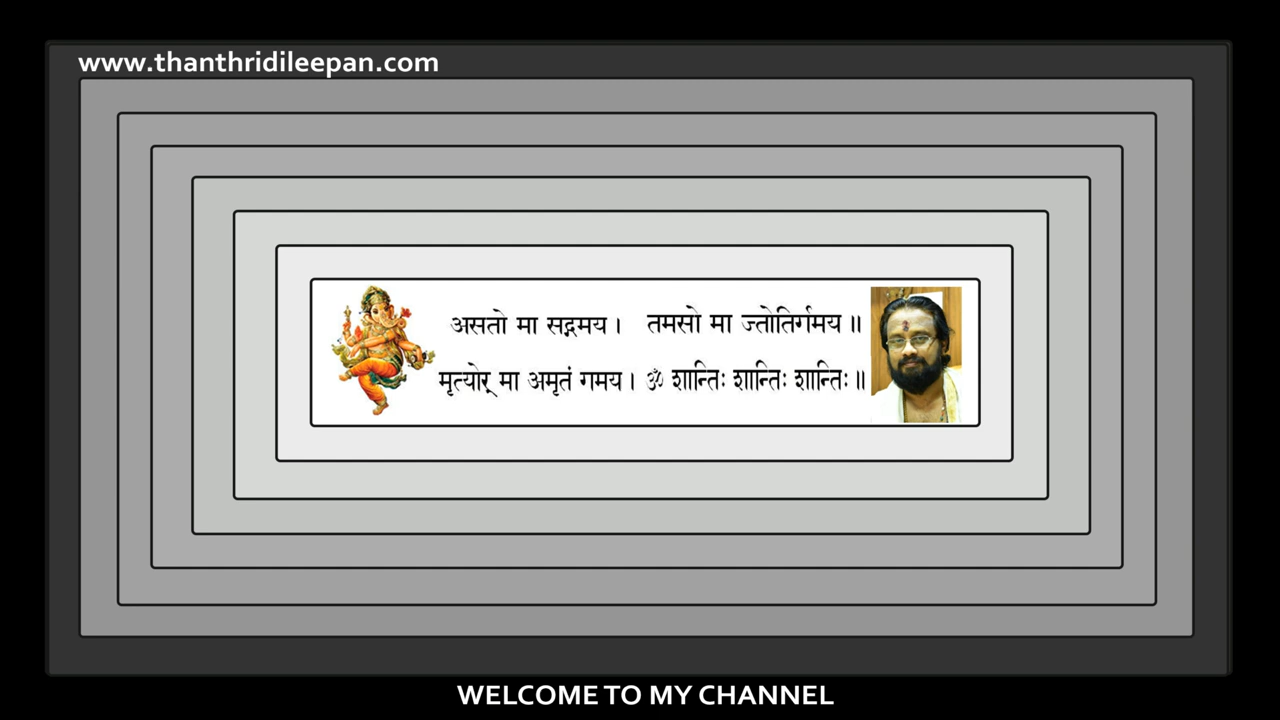 www.thanthridileepan.com
असतो मा सद्गमय। तमसो मा ज्तोतिर्गमय॥
मृत्योर् मा अमृतं गमय। ॐ शान्तिः शान्तिः शान्तिः॥
WELCOME TO MY CHANNEL